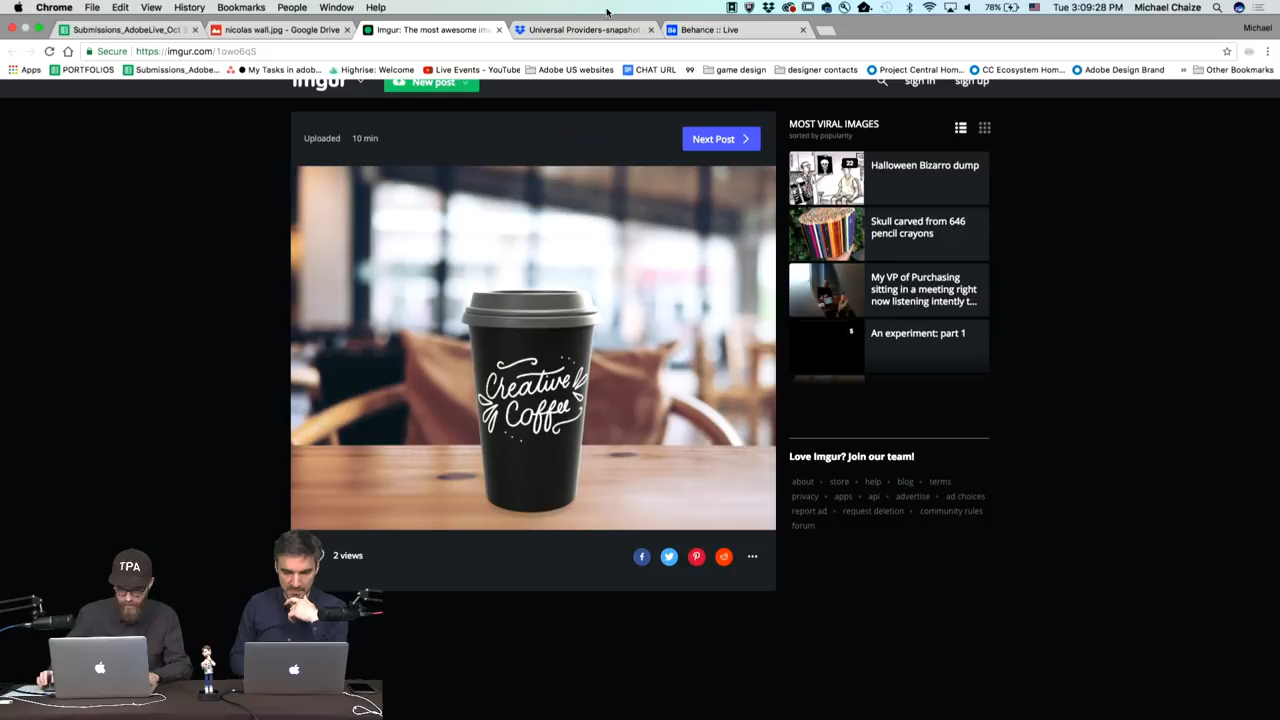 Chrome File Edit View History Bookmarks People Window Help 78% Tue 3:09:28 PM Michael Chaize
Submissions_AdobeLive_Oct nicolas wall.jpg - Google Drive Imgur: The most awesome im Universal Providers-snapshot Behance :: Live Michael
Secure https://imgur.com/1owo6qS
Apps PORTFOLIOS Submissions_Adobe... My Tasks in adob... Highrise: Welcome Live Events - YouTube Adobe US websites CHAT URL game design designer contacts Project Central Hom... CC Ecosystem Hom... Adobe Design Brand » Other Bookmarks
imgur New post sign in sign up
Uploaded 10 min
Next Post
MOST VIRAL IMAGES
sorted by popularity
Halloween Bizarro dump
22
Skull carved from 646
pencil crayons
My VP of Purchasing
sitting in a meeting right
now listening intently t...
An experiment: part 1
5
Creative
Coffee
Love Imgur? Join our team!
about store help blog terms
privacy apps api advertise ad choices
report ad request deletion community rules
forum
2 views
TPA